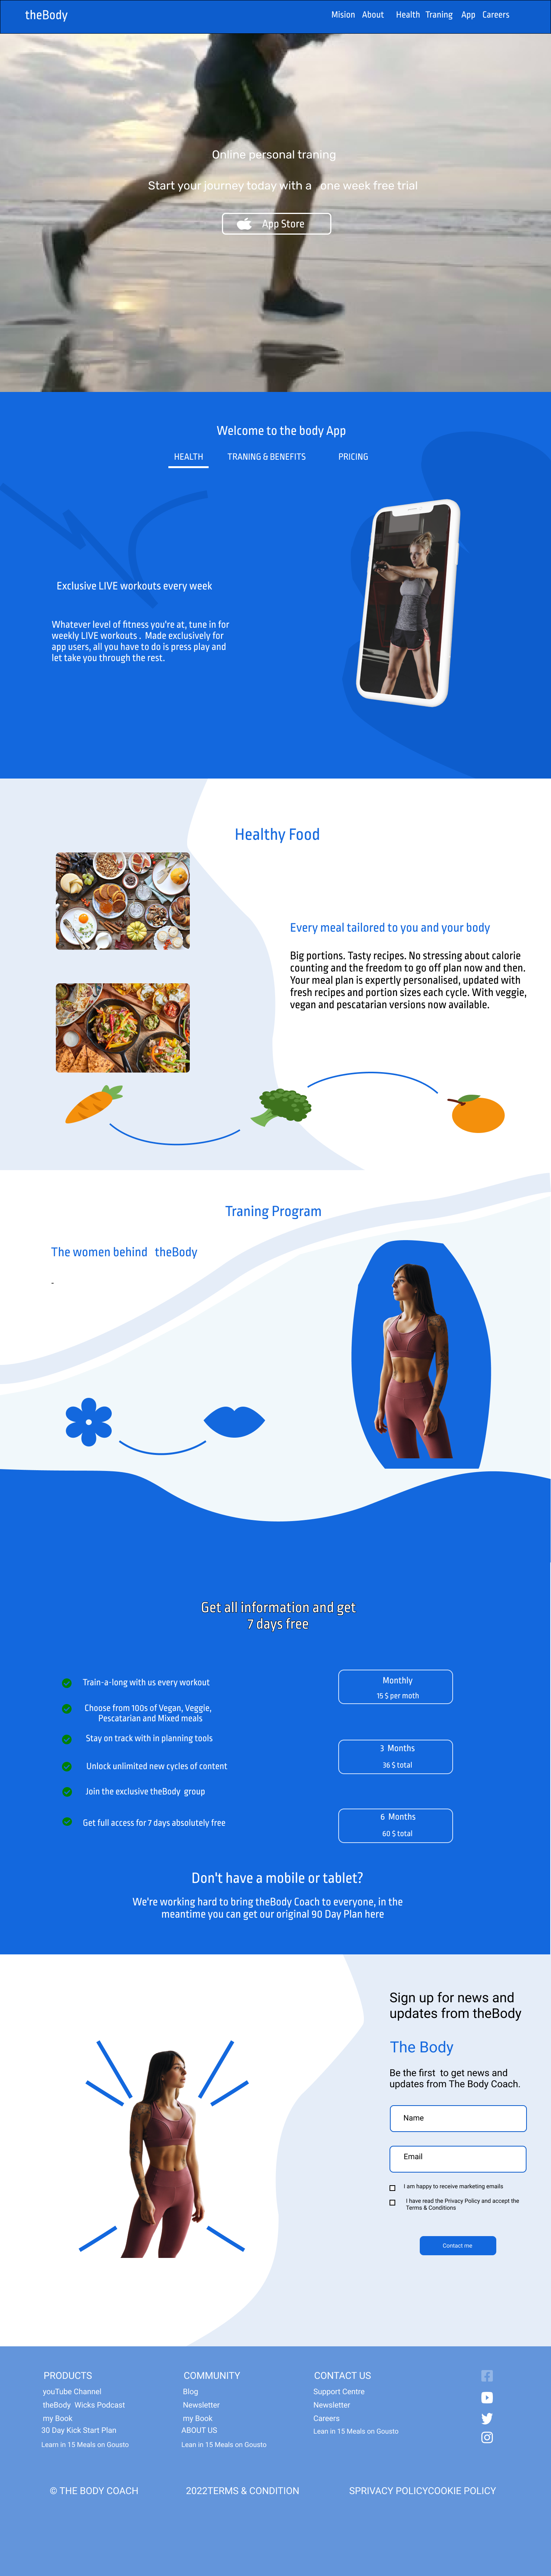 theBody
Mision About Health Traning App Careers
Online personal traning
Start your journey today with a one week free trial
App Store
Welcome to the body App
HEALTH TRANING & BENEFITS PRICING
Exclusive LIVE workouts every week
Whatever level of fitness you're at, tune in for
weekly LIVE workouts . Made exclusively for
app users, all you have to do is press play and
let take you through the rest.
Healthy Food
Every meal tailored to you and your body
Big portions. Tasty recipes. No stressing about calorie
counting and the freedom to go off plan now and then.
Your meal plan is expertly personalised, updated with
fresh recipes and portion sizes each cycle. With veggie,
vegan and pescatarian versions now available.
Traning Program
The women behind theBody
-
Get all information and get
7 days free
Train-a-long with us every workout
Choose from 100s of Vegan, Veggie,
Pescatarian and Mixed meals
Stay on track with in planning tools
Unlock unlimited new cycles of content
Join the exclusive theBody group
Get full access for 7 days absolutely free
Monthly
15 $ per moth
3 Months
36 $ total
6 Months
60 $ total
Don't have a mobile or tablet?
We're working hard to bring theBody Coach to everyone, in the
meantime you can get our original 90 Day Plan here
Sign up for news and
updates from theBody
The Body
Be the first to get news and
updates from The Body Coach.
Name
Email
I am happy to receive marketing emails
I have read the Privacy Policy and accept the
Terms & Conditions
Contact me
PRODUCTS
youTube Channel
theBody Wicks Podcast
my Book
30 Day Kick Start Plan
Learn in 15 Meals on Gousto
COMMUNITY
Blog
Newsletter
my Book
ABOUT US
Lean in 15 Meals on Gousto
CONTACT US
Support Centre
Newsletter
Careers
Lean in 15 Meals on Gousto
© THE BODY COACH 2022TERMS & CONDITION SPRIVACY POLICYCOOKIE POLICY